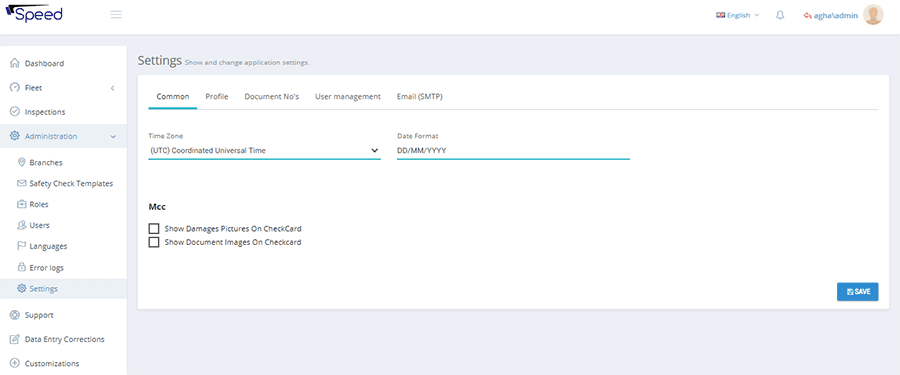 Speed
English
agha\admin
Dashboard
Fleet
Inspections
Administration
Branches
Safety Check Templates
Roles
Users
Languages
Error logs
Settings
Support
Data Entry Corrections
Customizations
Settings Show and change application settings.
Common Profile Document No's User management Email (SMTP)
Time Zone Date Format
(UTC) Coordinated Universal Time DD/MM/YYYY
Mcc
Show Damages Pictures On CheckCard
Show Document Images On Checkcard
SAVE